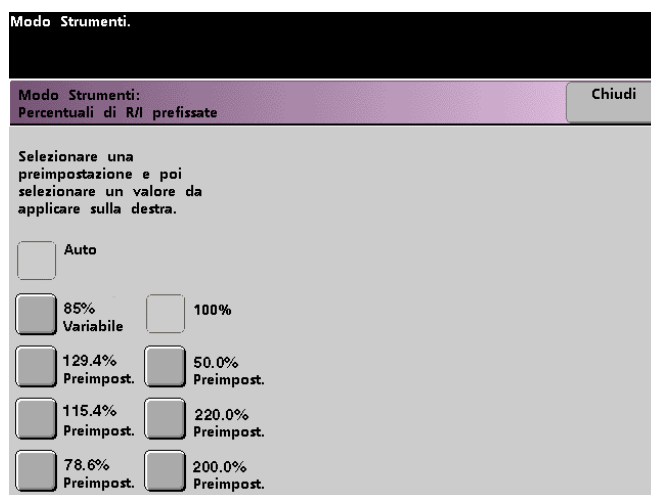 Modo Strumenti.
Modo Strumenti:
Percentuali di R/I prefissate
Chiudi
Selezionare una
preimpostazione e poi
selezionare un valore da
applicare sulla destra.
Auto
85%
Variabile
100%
129.4%
Preimpost.
50.0%
Preimpost.
115.4%
Preimpost.
220.0%
Preimpost.
78.6%
Preimpost.
200.0%
Preimpost.